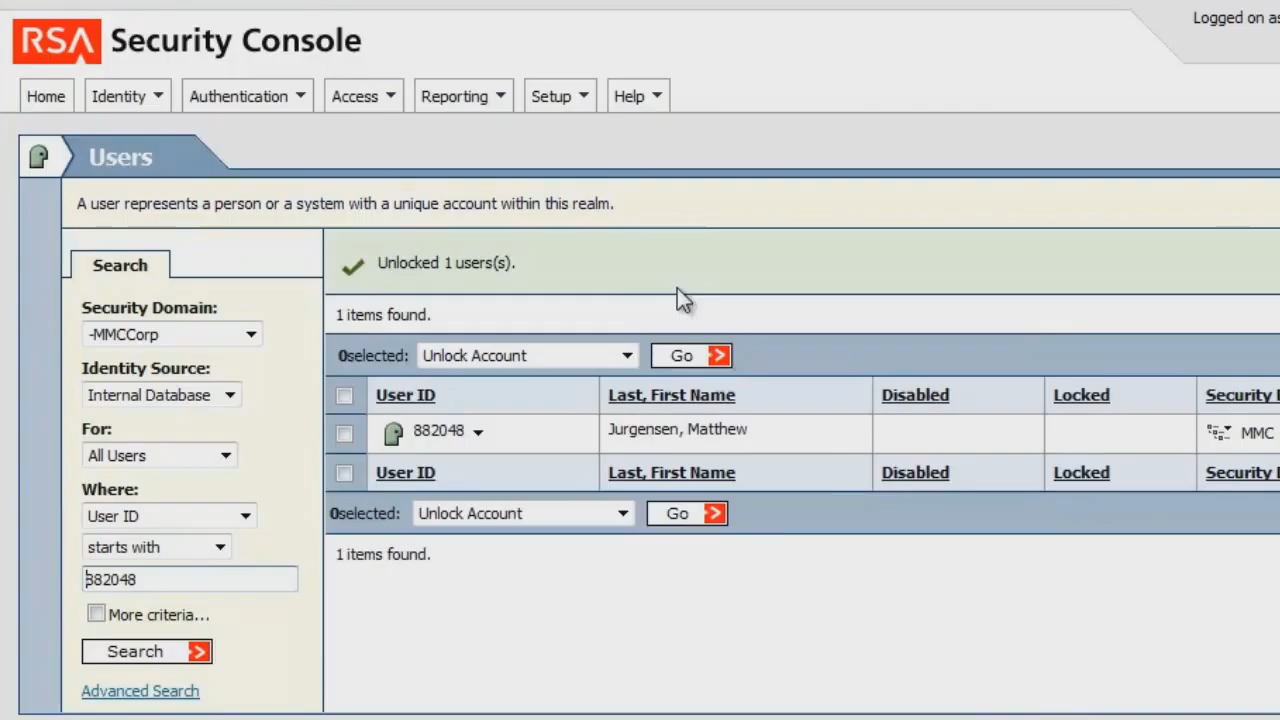 RSA Security Console
Logged on as
Home Identity Authentication Access Reporting Setup Help
Users
A user represents a person or a system with a unique account within this realm.
Search
Security Domain:
-MMCCorp
Identity Source:
Internal Database
For:
All Users
Where:
User ID
starts with
882048
More criteria...
Search
Advanced Search
Unlocked 1 users(s).
1 items found.
0 selected: Unlock Account Go
User ID Last, First Name Disabled Locked Security
882048 Jurgensen, Matthew MMC
User ID Last, First Name Disabled Locked Security
0 selected: Unlock Account Go
1 items found.